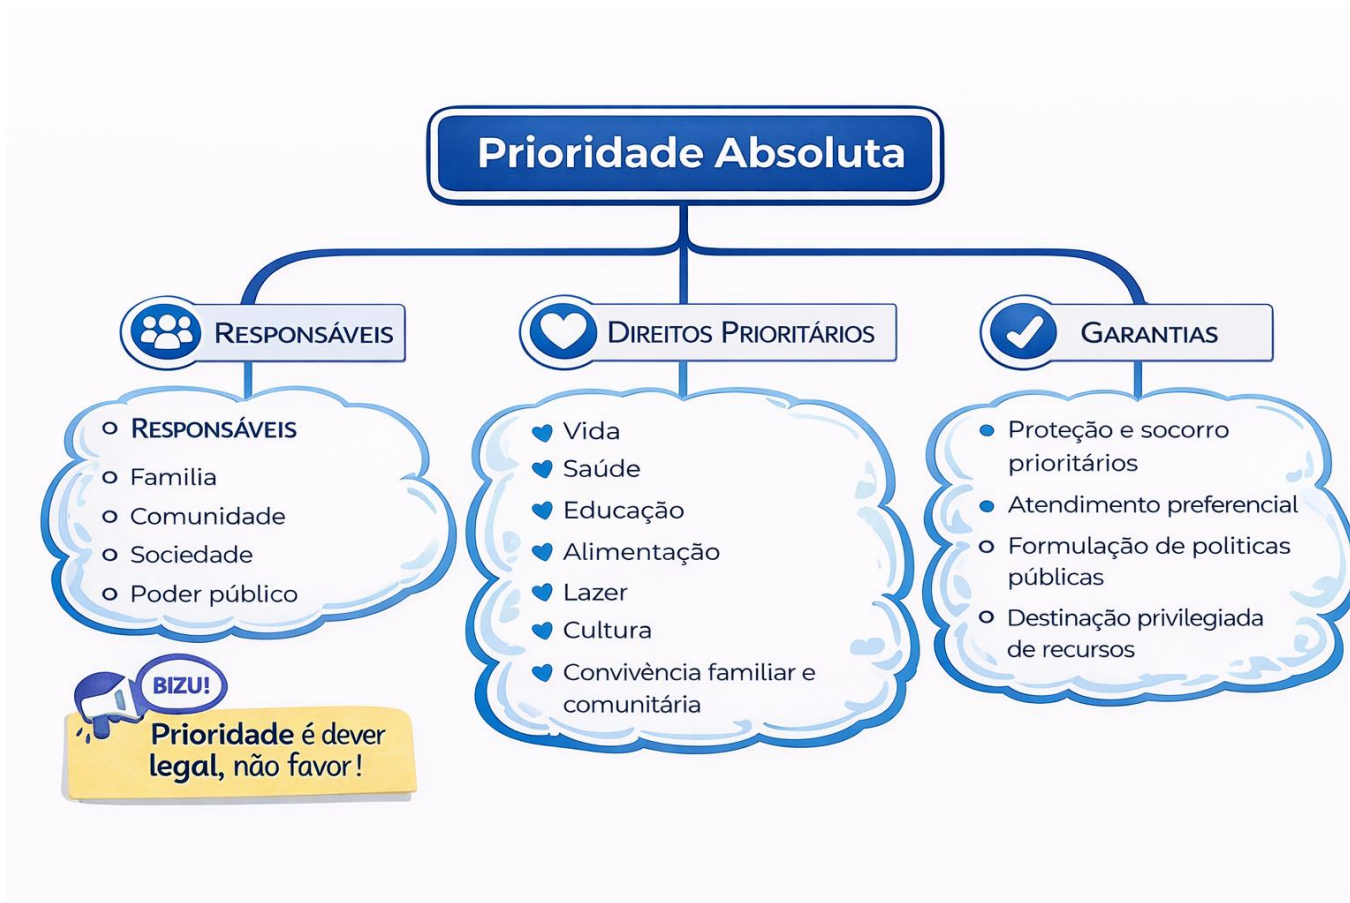 Prioridade Absoluta
RESPONSÁVEIS
RESPONSÁVEIS
Familia
Comunidade
Sociedade
Poder público
BIZU!
Prioridade é dever
legal, não favor!
DIREITOS PRIORITÁRIOS
Vida
Saúde
Educação
Alimentação
Lazer
Cultura
Convivència familiar e
comunitária
GARANTIAS
Proteção e socorro
prioritários
Atendimento preferencial
Formulação de politicas
públicas
Destinação privilegiada
de recursos